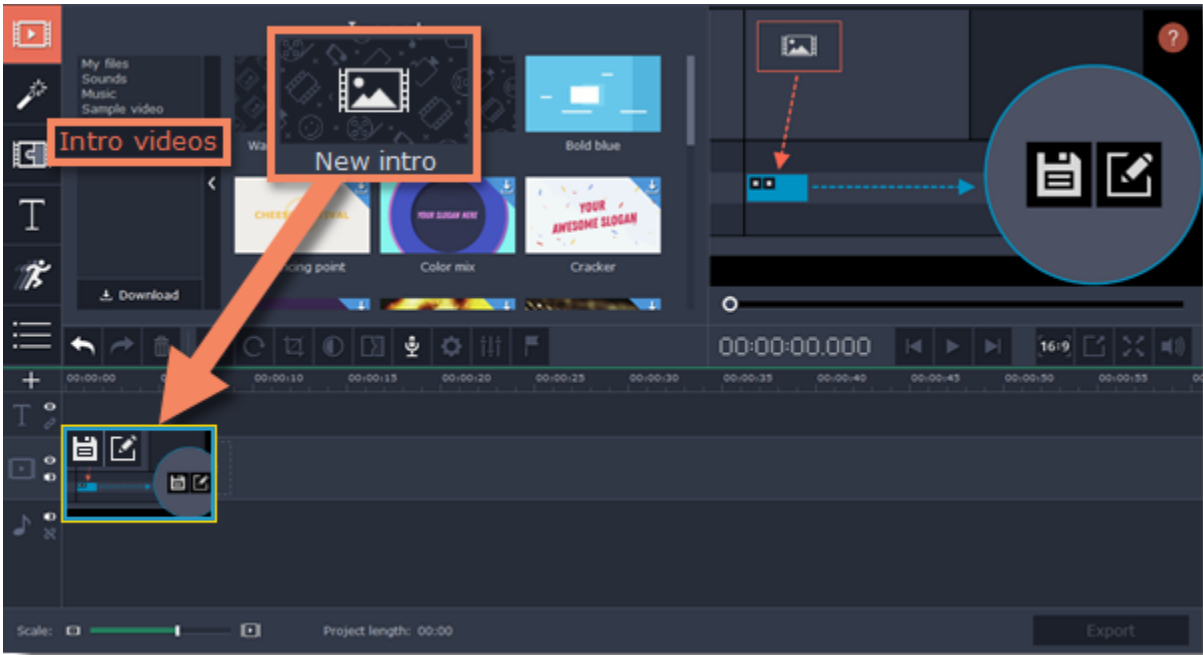 My files
Sounds
Music
Sample video
Intro videos
New intro
Bold blue
YOUR SLOGAN HERE
YOUR
AWESOME SLOGAN
Color mix
Cracker
Download
?
00:00:00.000
16:9
00:00:00
00:00:10
00:00:15
00:00:20
00:00:25
00:00:30
00:00:35
00:00:40
00:00:45
00:00:50
00:00:55
T
T
Scale:
Project length: 00:00
Export